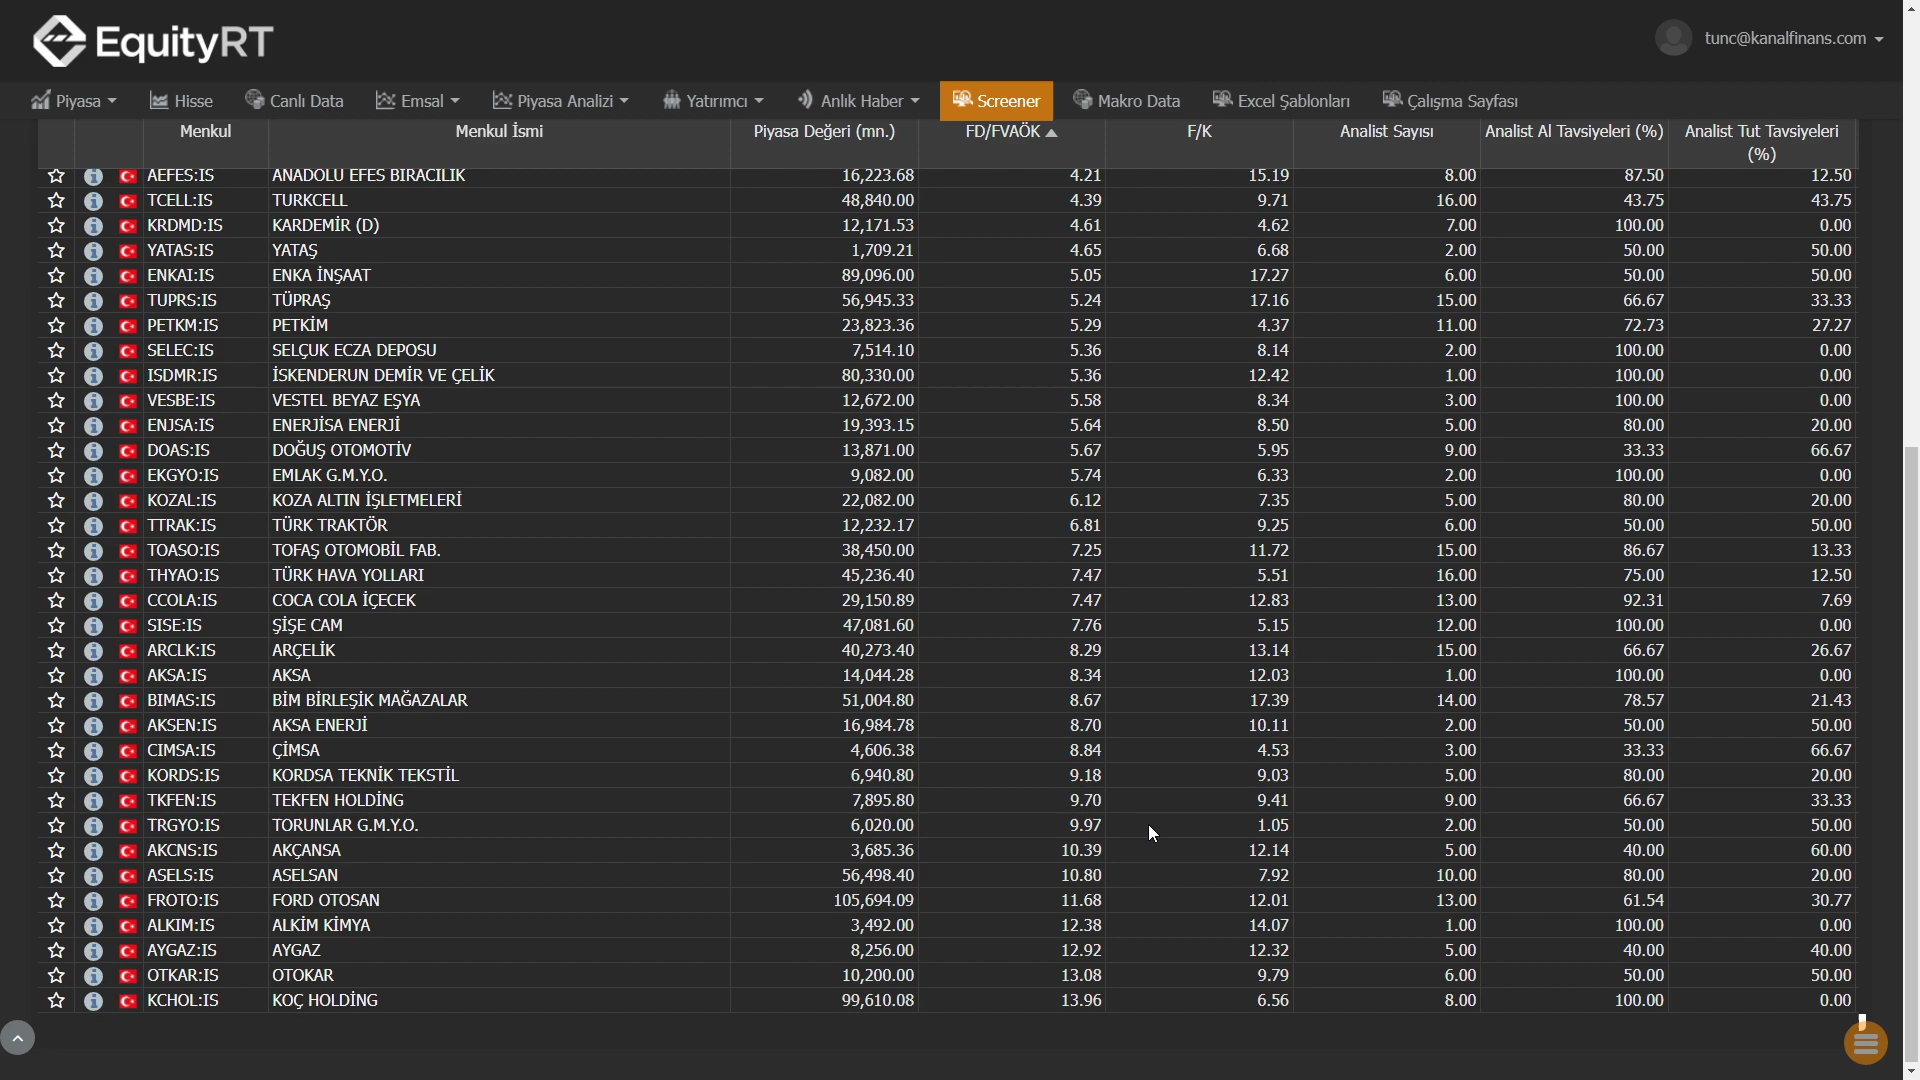 EquityRT
tunc@kanalfinans.com
Piyasa Hisse Canlı Data Emsal Piyasa Analizi Yatırımcı Anlık Haber Screener Makro Data Excel Şablonları Çalışma Sayfası
Menkul Menkul İsmi Piyasa Değeri (mn.) FD/FVAÖK F/K Analist Sayısı Analist Al Tavsiyeleri (%) Analist Tut Tavsiyeleri
(%)
AEFES:IS ANADOLU EFES BİRACILIK 16,223.68 4.21 15.19 8.00 87.50 12.50
TCELL:IS TURKCELL 48,840.00 4.39 9.71 16.00 43.75 43.75
KRDMD:IS KARDEMİR (D) 12,171.53 4.61 4.62 7.00 100.00 0.00
YATAS:IS YATAŞ 1,709.21 4.65 6.68 2.00 50.00 50.00
ENKAI:IS ENKA İNŞAAT 89,096.00 5.05 17.27 6.00 50.00 50.00
TUPRS:IS TÜPRAŞ 56,945.33 5.24 17.16 15.00 66.67 33.33
PETKM:IS PETKİM 23,823.36 5.29 4.37 11.00 72.73 27.27
SELEC:IS SELÇUK ECZA DEPOSU 7,514.10 5.36 8.14 2.00 100.00 0.00
ISDMR:IS İSKENDERUN DEMİR VE ÇELİK 80,330.00 5.36 12.42 1.00 100.00 0.00
VESBE:IS VESTEL BEYAZ EŞYA 12,672.00 5.58 8.34 3.00 100.00 0.00
ENJSA:IS ENERJİSA ENERJİ 19,393.15 5.64 8.50 5.00 80.00 20.00
DOAS:IS DOĞUŞ OTOMOTİV 13,871.00 5.67 5.95 9.00 33.33 66.67
EKGYO:IS EMLAK G.M.Y.O. 9,082.00 5.74 6.33 2.00 100.00 0.00
KOZAL:IS KOZA ALTIN İŞLETMELERİ 22,082.00 6.12 7.35 5.00 80.00 20.00
TTRAK:IS TÜRK TRAKTÖR 12,232.17 6.81 9.25 6.00 50.00 50.00
TOASO:IS TOFAŞ OTOMOBİL FAB. 38,450.00 7.25 11.72 15.00 86.67 13.33
THYAO:IS TÜRK HAVA YOLLARI 45,236.40 7.47 5.51 16.00 75.00 12.50
CCOLA:IS COCA COLA İÇECEK 29,150.89 7.47 12.83 13.00 92.31 7.69
SISE:IS ŞİŞE CAM 47,081.60 7.76 5.15 12.00 100.00 0.00
ARCLK:IS ARÇELİK 40,273.40 8.29 13.14 15.00 66.67 26.67
AKSA:IS AKSA 14,044.28 8.34 12.03 1.00 100.00 0.00
BIMAS:IS BİM BİRLEŞİK MAĞAZALAR 51,004.80 8.67 17.39 14.00 78.57 21.43
AKSEN:IS AKSA ENERJİ 16,984.78 8.70 10.11 2.00 50.00 50.00
CIMSA:IS ÇİMSA 4,606.38 8.84 4.53 3.00 33.33 66.67
KORDS:IS KORDSA TEKNİK TEKSTİL 6,940.80 9.18 9.03 5.00 80.00 20.00
TKFEN:IS TEKFEN HOLDİNG 7,895.80 9.70 9.41 9.00 66.67 33.33
TRGYO:IS TORUNLAR G.M.Y.O. 6,020.00 9.97 1.05 2.00 50.00 50.00
AKCNS:IS AKÇANSA 3,685.36 10.39 12.14 5.00 40.00 60.00
ASELS:IS ASELSAN 56,498.40 10.80 7.92 10.00 80.00 20.00
FROTO:IS FORD OTOSAN 105,694.09 11.68 12.01 13.00 61.54 30.77
ALKIM:IS ALKİM KİMYA 3,492.00 12.38 14.07 1.00 100.00 0.00
AYGAZ:IS AYGAZ 8,256.00 12.92 12.32 5.00 40.00 40.00
OTKAR:IS OTOKAR 10,200.00 13.08 9.79 6.00 50.00 50.00
KCHOL:IS KOÇ HOLDİNG 99,610.08 13.96 6.56 8.00 100.00 0.00